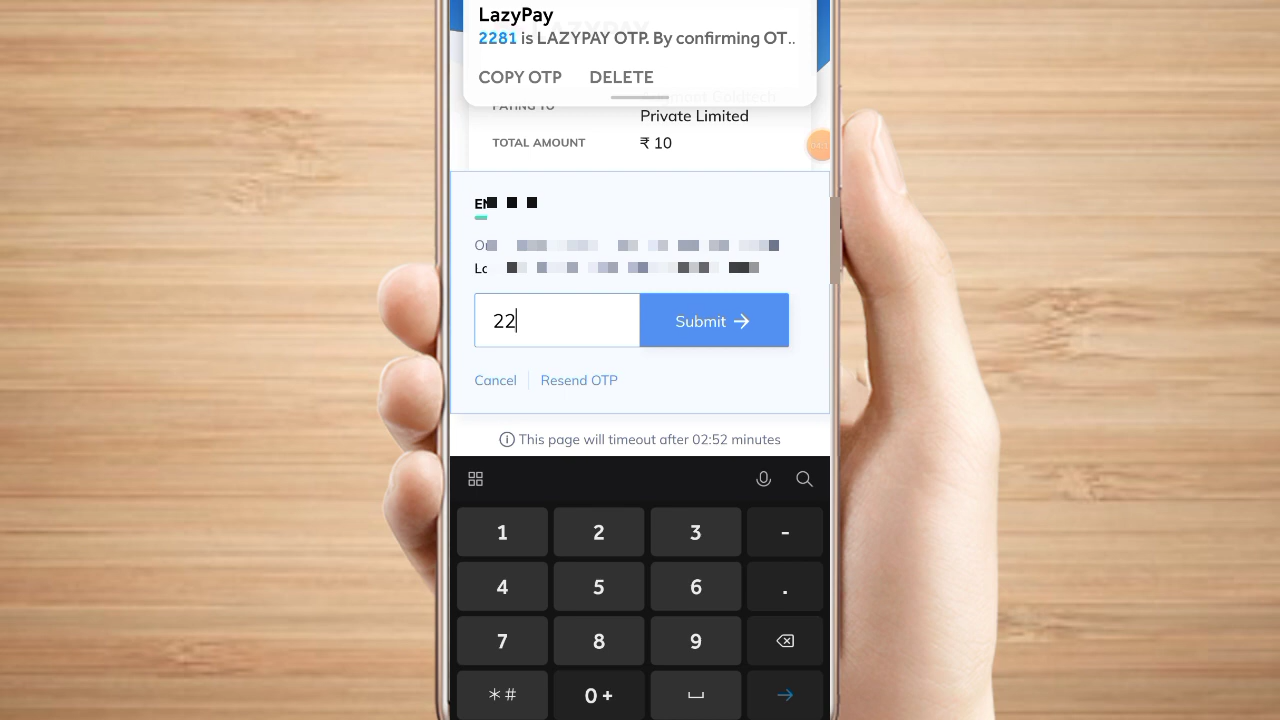 LazyPay
2281 is LAZYPAY OTP. By confirming OT..
COPY OTP DELETE
PAYING TO
Private Limited
TOTAL AMOUNT ₹ 10
22
Submit →
Cancel Resend OTP
This page will timeout after 02:52 minutes
1 2 3 -
4 5 6 .
7 8 9
*# 0+